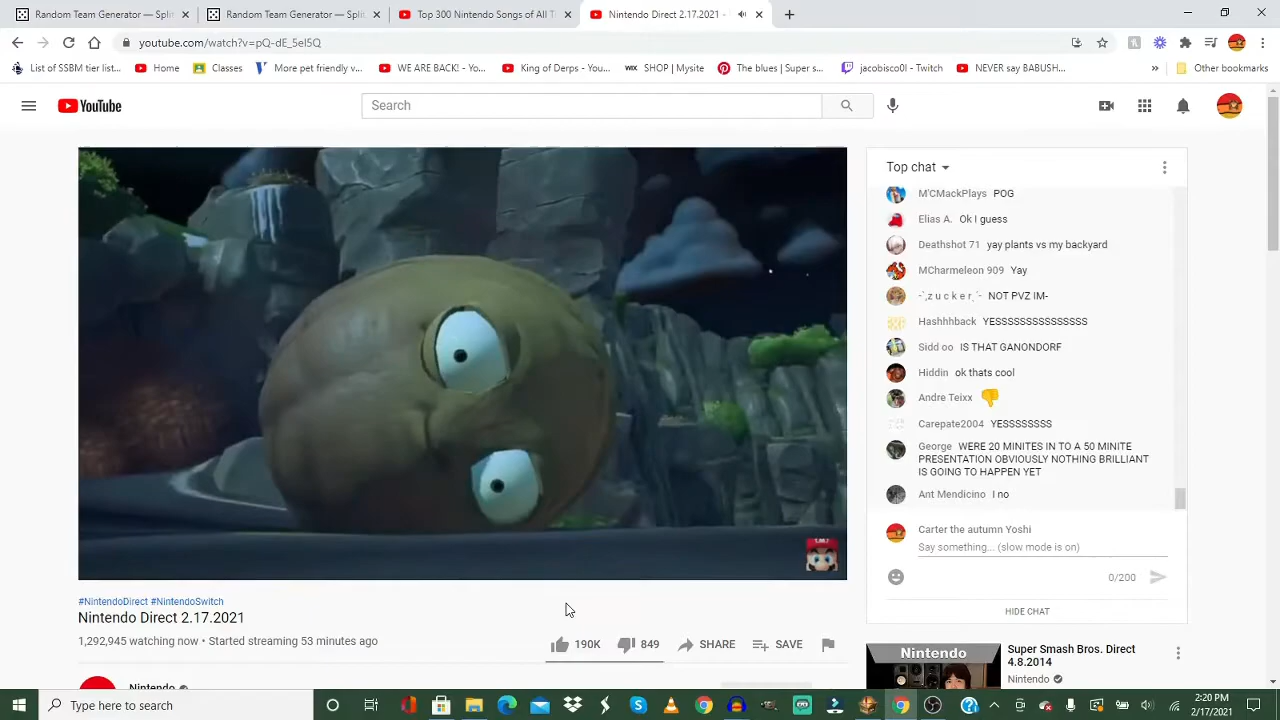 Random Team Generator — Split
Random Team Generator — Split
Top 300 Nintendo Songs of All T
Nintendo Direct 2.17.2021 -
youtube.com/watch?v=pQ-dE_5eI5Q
List of SSBM tier list...
Home
Classes
More pet friendly v...
WE ARE BACK! - Yo...
King of Derps - You...
WIX SHOP | Mysite
The blues | Super s...
jacobisco0l - Twitch
NEVER say BABUSH...
»
Other bookmarks
YouTube
Search
Top chat
M'CMackPlays POG
Elias A. Ok I guess
Deathshot 71 yay plants vs my backyard
MCharmeleon 909 Yay
-`,z u c k e r¸´- NOT PVZ IM-
Hashhhback YESSSSSSSSSSSSSSS
Sidd oo IS THAT GANONDORF
Hiddin ok thats cool
Andre Teixx 👎
Carepate2004 YESSSSSSSS
George WERE 20 MINITES IN TO A 50 MINITE
PRESENTATION OBVIOUSLY NOTHING BRILLIANT
IS GOING TO HAPPEN YET
Ant Mendicino I no
Carter the autumn Yoshi
Say something... (slow mode is on)
0/200
HIDE CHAT
#NintendoDirect #NintendoSwitch
Nintendo Direct 2.17.2021
1,292,945 watching now • Started streaming 53 minutes ago
190K
849
SHARE
SAVE
Nintendo
Nintendo
Super Smash Bros. Direct
4.8.2014
Nintendo
Type here to search
2:20 PM
2/17/2021